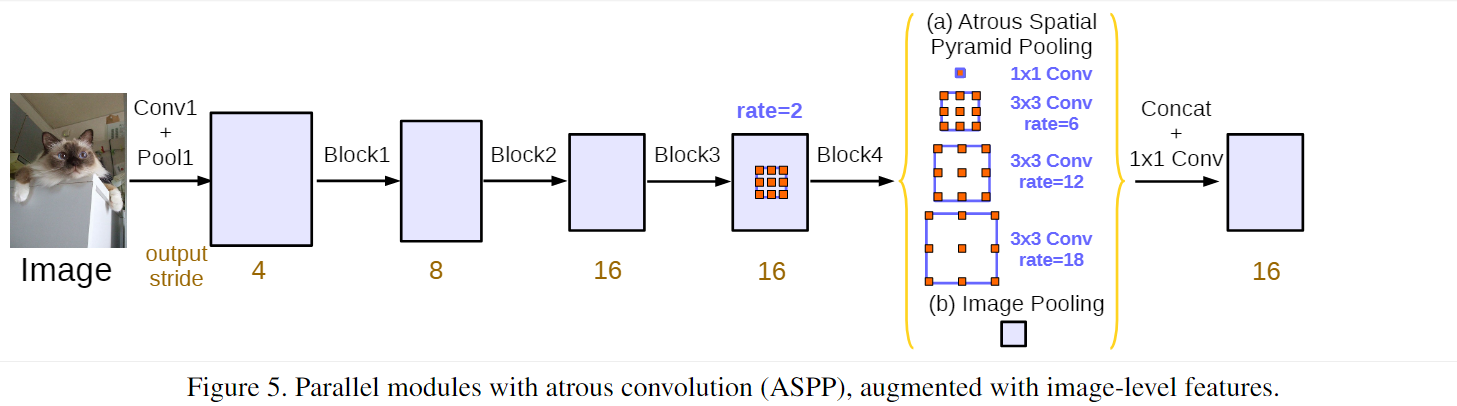 Image
Conv1
+
Pool1
output
stride
4
Block1
8
Block2
16
Block3
rate=2
16
Block4
(a) Atrous Spatial
Pyramid Pooling
1x1 Conv
3x3 Conv
rate=6
3x3 Conv
rate=12
3x3 Conv
rate=18
(b) Image Pooling
Concat
+
1x1 Conv
16
Figure 5. Parallel modules with atrous convolution (ASPP), augmented with image-level features.